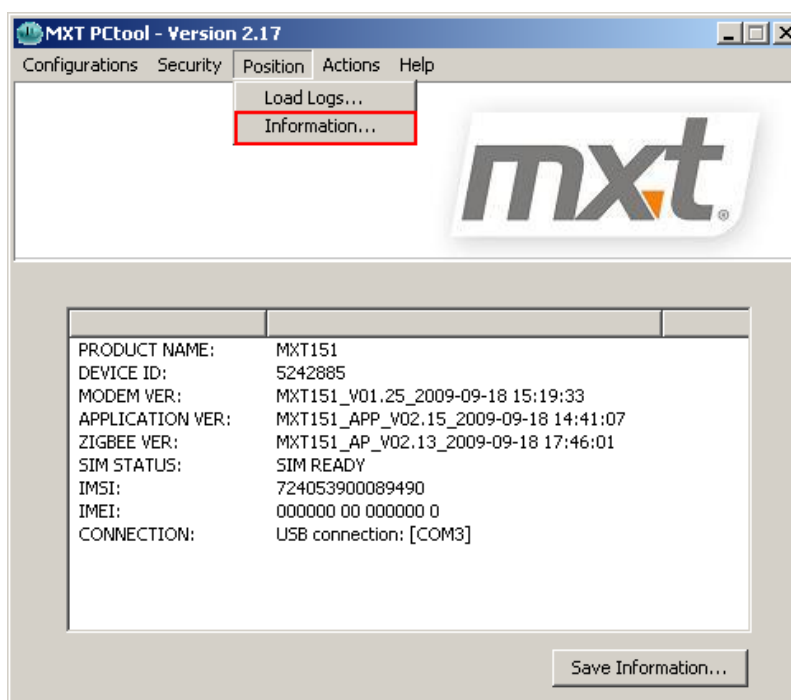 MXT PCtool - Version 2.17
Configurations Security Position Actions Help
Load Logs...
Information...
mxt®
PRODUCT NAME: MXT151
DEVICE ID: 5242885
MODEM VER: MXT151_V01.25_2009-09-18 15:19:33
APPLICATION VER: MXT151_APP_V02.15_2009-09-18 14:41:07
ZIGBEE VER: MXT151_AP_V02.13_2009-09-18 17:46:01
SIM STATUS: SIM READY
IMSI: 724053900089490
IMEI: 000000 00 000000 0
CONNECTION: USB connection: [COM3]
Save Information...